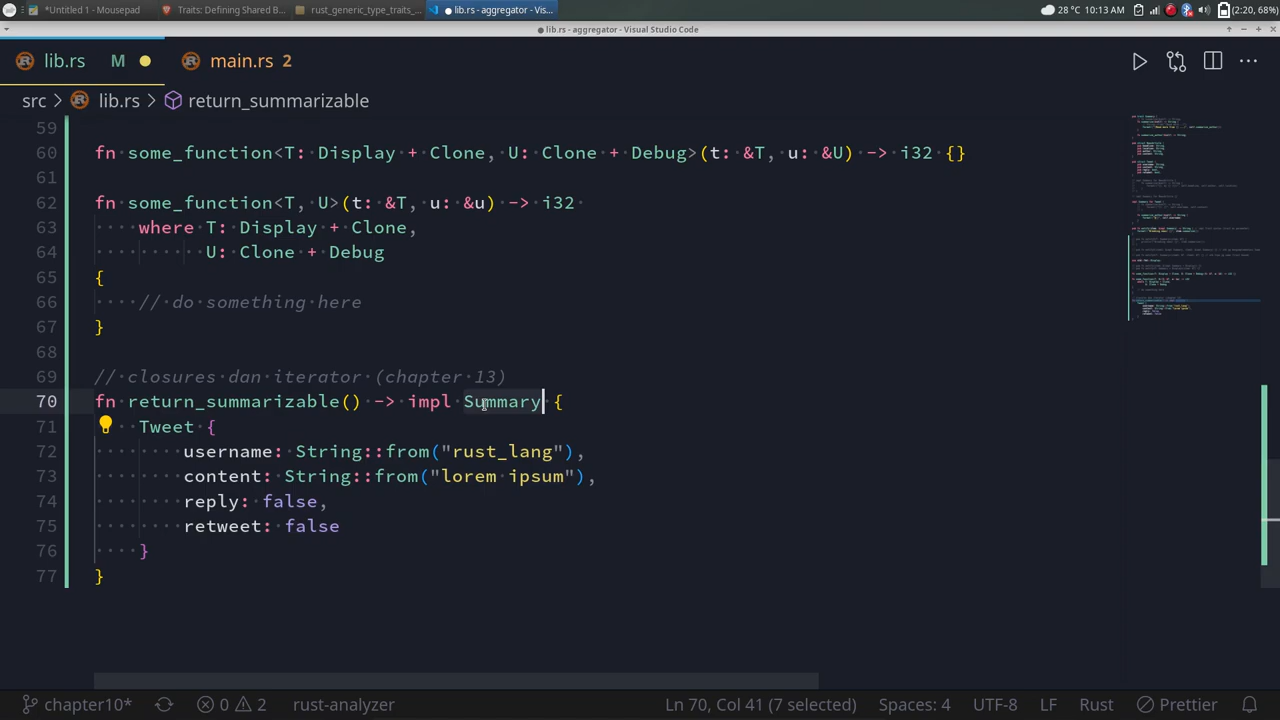 *Untitled 1 - Mousepad
Traits: Defining Shared B...
rust_generic_type_traits_...
● lib.rs - aggregator - Vis...
28 °C
10:13 AM
(2:20, 68%)
● lib.rs - aggregator - Visual Studio Code
lib.rs M
main.rs 2
src > lib.rs > return_summarizable
59
60 fn some_function<T: Display + Clone, U: Clone + Debug>(t: &T, u: &U) -> i32 {}
61
62 fn some_function<T, U>(t: &T, u: &u) -> i32
63 where T: Display + Clone,
64 U: Clone + Debug
65 {
66 // do something here
67 }
68
69 // closures dan iterator (chapter 13)
70 fn return_summarizable() -> impl Summary {
71 Tweet {
72 username: String::from("rust_lang"),
73 content: String::from("lorem ipsum"),
74 reply: false,
75 retweet: false
76 }
77 }
chapter10*
0
2
rust-analyzer
Ln 70, Col 41 (7 selected)
Spaces: 4
UTF-8
LF
Rust
Prettier